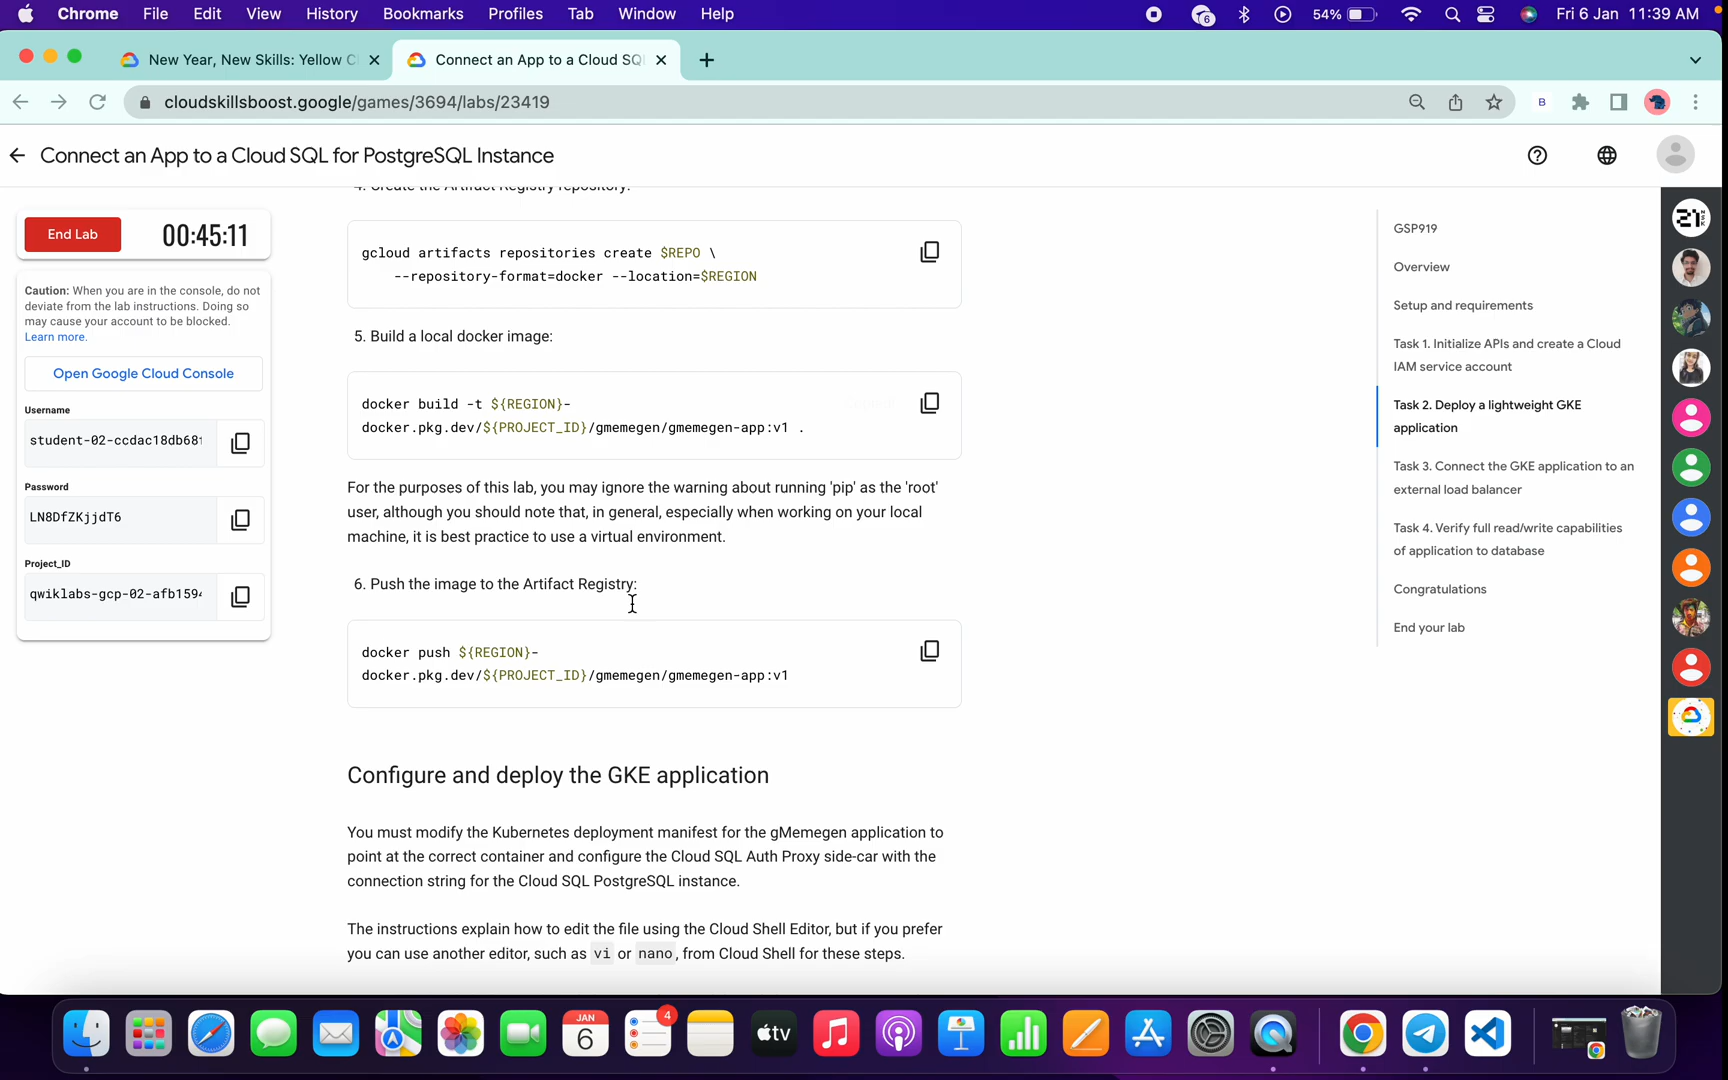 Chrome File Edit View History Bookmarks Profiles Tab Window Help
6
54%
Fri 6 Jan 11:39 AM
New Year, New Skills: Yellow C
Connect an App to a Cloud SQ
cloudskillsboost.google/games/3694/labs/23419
B
Connect an App to a Cloud SQL for PostgreSQL Instance
End Lab
00:45:11
Caution: When you are in the console, do not
deviate from the lab instructions. Doing so
may cause your account to be blocked.
Learn more.
Open Google Cloud Console
Username
student-02-ccdac18db68
Password
LN8DfZKjjdT6
Project_ID
qwiklabs-gcp-02-afb159
4. Create the Artifact Registry repository:
gcloud artifacts repositories create $REPO \
--repository-format=docker --location=$REGION
5. Build a local docker image:
docker build -t ${REGION}-
docker.pkg.dev/${PROJECT_ID}/gmemegen/gmemegen-app:v1 .
For the purposes of this lab, you may ignore the warning about running 'pip' as the 'root'
user, although you should note that, in general, especially when working on your local
machine, it is best practice to use a virtual environment.
6. Push the image to the Artifact Registry:
docker push ${REGION}-
docker.pkg.dev/${PROJECT_ID}/gmemegen/gmemegen-app:v1
Configure and deploy the GKE application
You must modify the Kubernetes deployment manifest for the gMemegen application to
point at the correct container and configure the Cloud SQL Auth Proxy side-car with the
connection string for the Cloud SQL PostgreSQL instance.
The instructions explain how to edit the file using the Cloud Shell Editor, but if you prefer
you can use another editor, such as vi or nano, from Cloud Shell for these steps.
GSP919
Overview
Setup and requirements
Task 1. Initialize APIs and create a Cloud
IAM service account
Task 2. Deploy a lightweight GKE
application
Task 3. Connect the GKE application to an
external load balancer
Task 4. Verify full read/write capabilities
of application to database
Congratulations
End your lab
21
JAN
6
4
tv